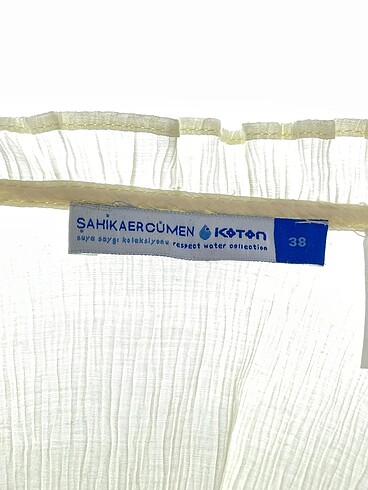 ŞAHİKAERCÜMEN KOTON
suya saygı koleksiyonu respect water collection
38